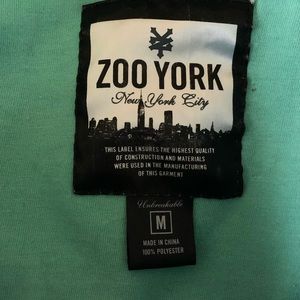 ZOO YORK
New York City
THIS LABEL ENSURES THE HIGHEST QUALITY
OF CONSTRUCTION AND MATERIALS
WERE USED IN THE MANUFACTURING
OF THIS GARMENT
Unbreakable
M
MADE IN CHINA
100% POLYESTER